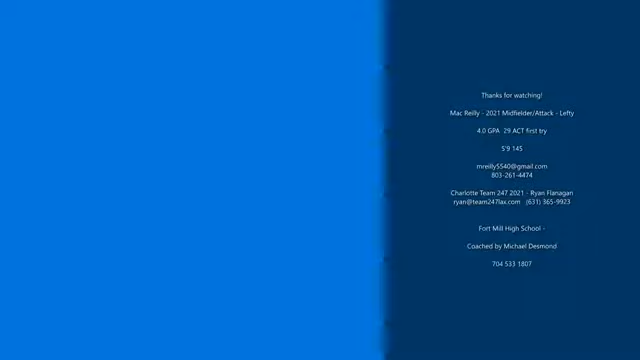 Thanks for watching!
Mac Reilly - 2021 Midfielder/Attack - Lefty
4.0 GPA  29 ACT first try
5'9 145
mreilly5540@gmail.com
803-261-4474
Charlotte Team 247 2021 - Ryan Flanagan
ryan@team247lax.com   (631) 365-9923
Fort Mill High School -
Coached by Michael Desmond
704 533 1807